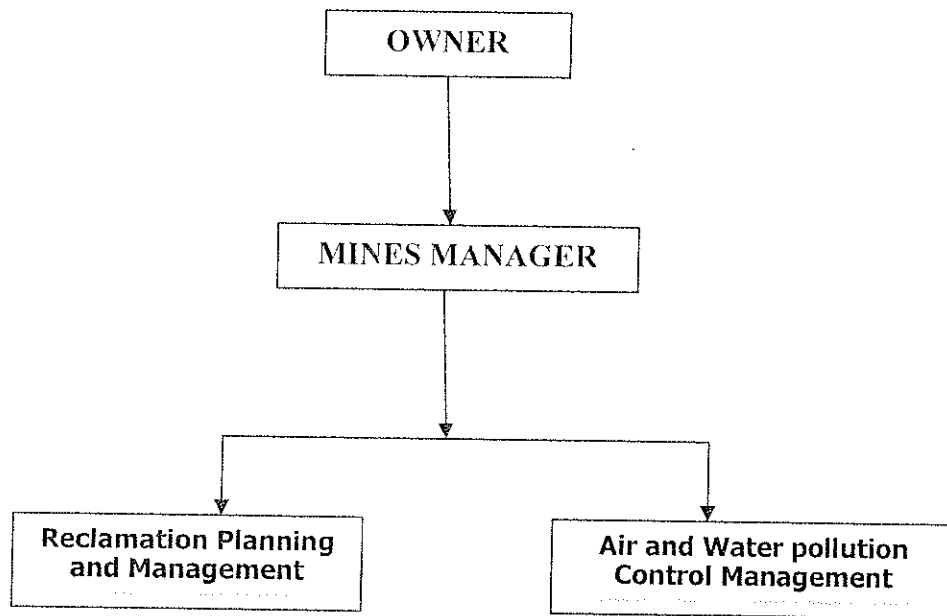 OWNER
MINES MANAGER
Reclamation Planning
and Management
Air and Water pollution
Control Management